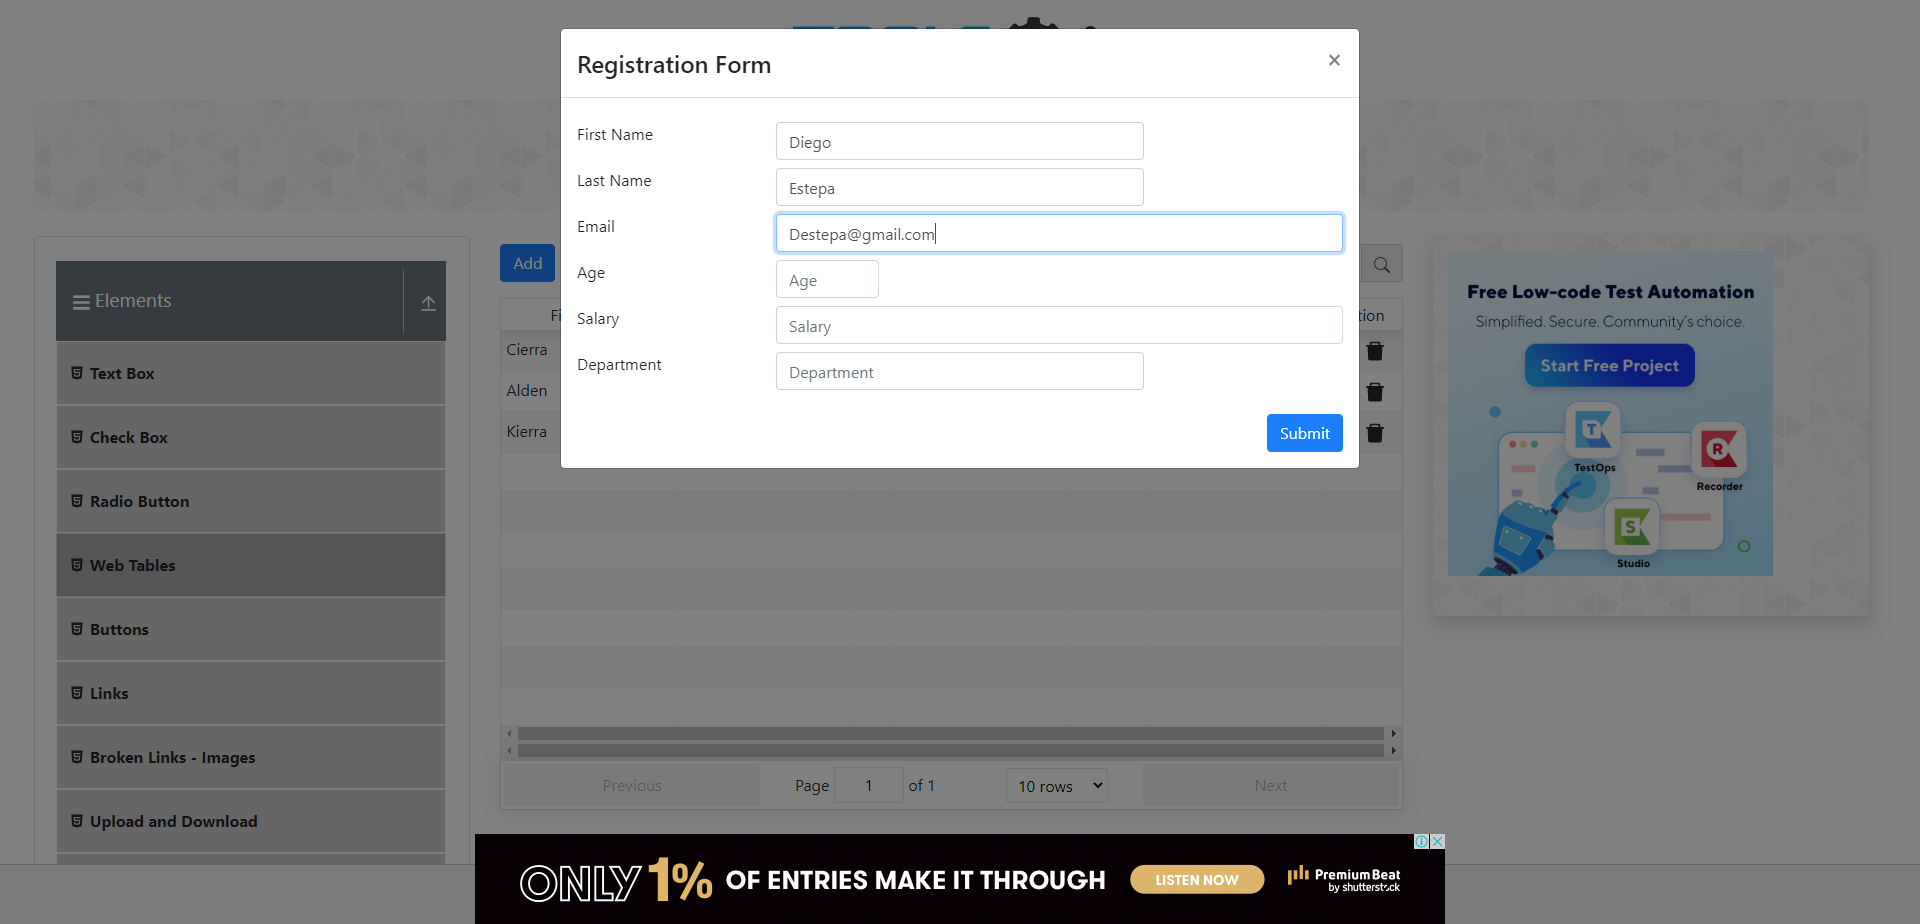 Registration Form
×
First Name
Diego
Last Name
Estepa
Email
Destepa@gmail.com
Age
Age
Salary
Salary
Department
Department
Submit
Elements
Text Box
Check Box
Radio Button
Web Tables
Buttons
Links
Broken Links - Images
Upload and Download
Add
Cierra
Alden
Kierra
Previous
Page 1 of 1
10 rows
Next
Free Low-code Test Automation
Simplified. Secure. Community's choice.
Start Free Project
T
TestOps
R
Recorder
S
Studio
ONLY 1% OF ENTRIES MAKE IT THROUGH
LISTEN NOW
PremiumBeat
by shutterstock